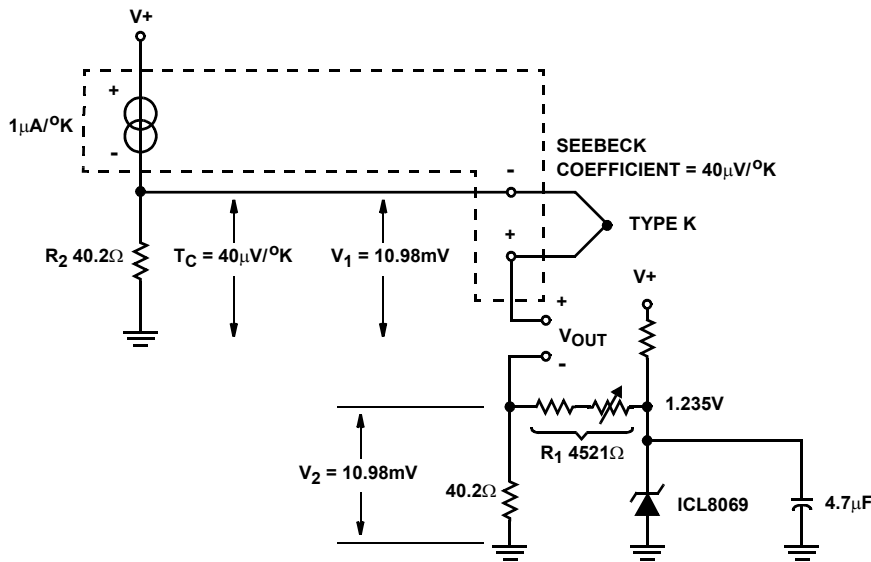 V+
+
1μA/°K
-
SEEBECK
COEFFICIENT = 40μV/°K
-
TYPE K
+
R2 40.2Ω
TC = 40μV/°K
V1 = 10.98mV
V+
+
VOUT
-
1.235V
R1 4521Ω
V2 = 10.98mV
40.2Ω
ICL8069
4.7μF